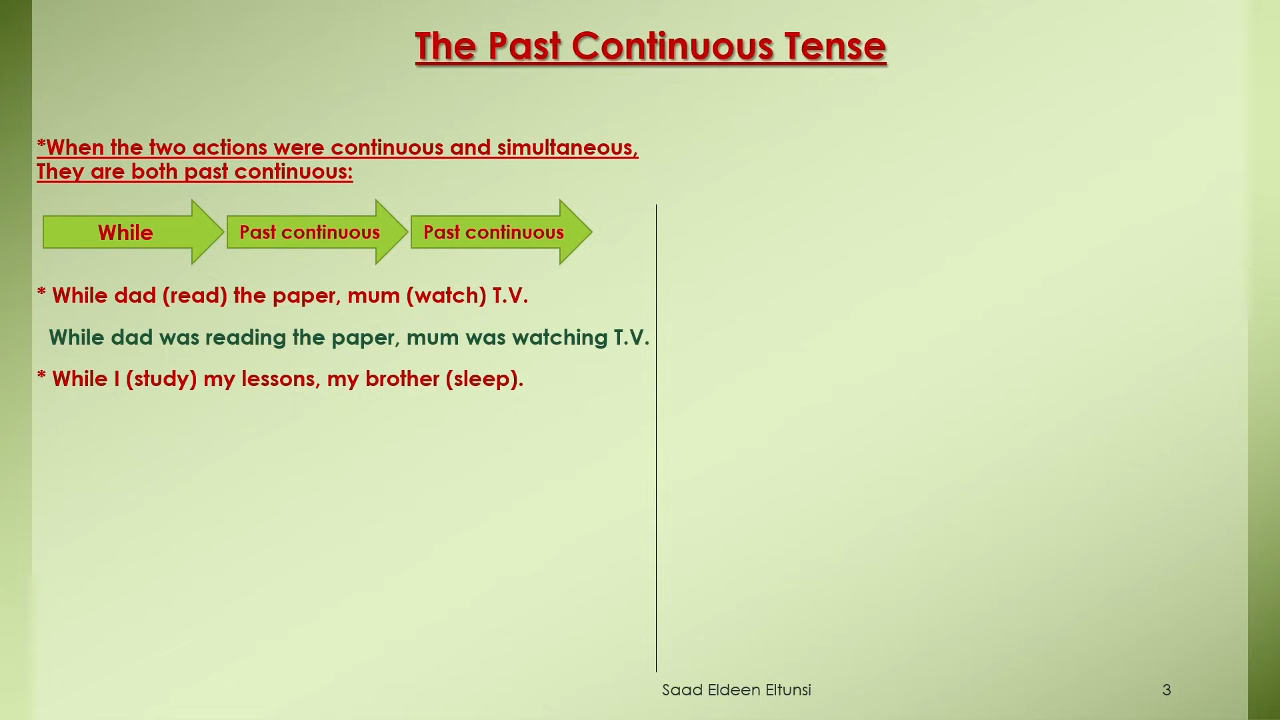 The Past Continuous Tense
*When the two actions were continuous and simultaneous,
They are both past continuous:
While
Past continuous
Past continuous
* While dad (read) the paper, mum (watch) T.V.
While dad was reading the paper, mum was watching T.V.
* While I (study) my lessons, my brother (sleep).
Saad Eldeen Eltunsi
3